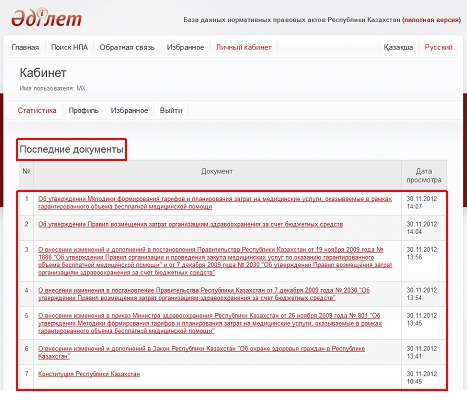 Әділет
База данных нормативных правовых актов Республики Казахстан (пилотная версия)
Главная Поиск НПА Обратная связь Избранное Личный кабинет Қазақша Русский
Кабинет
Имя пользователя: MX
Статистика Профиль Избранное Выйти
Последние документы
№ Документ Дата
просмотра
1 Об утверждении Методики формирования тарифов и планирования затрат на медицинские услуги, оказываемые в рамках 30.11.2012
гарантированного объема бесплатной медицинской помощи 14:07
2 Об утверждении Правил возмещения затрат организациям здравоохранения за счет бюджетных средств 30.11.2012
14:04
3 О внесении изменений и дополнений в постановления Правительства Республики Казахстан от 19 ноября 2009 года № 30.11.2012
1888 "Об утверждении Правил организации и проведения закупа медицинских услуг по оказанию гарантированного 13:56
объема бесплатной медицинской помощи" и от 7 декабря 2009 года № 2030 "Об утверждении Правил возмещения затрат
организациям здравоохранения за счет бюджетных средств"
4 О внесении изменения в постановление Правительства Республики Казахстан от 7 декабря 2009 года № 2030 "Об 30.11.2012
утверждении Правил возмещения затрат организациям здравоохранения за счет бюджетных средств" 13:54
5 О внесении изменений в приказ Министра здравоохранения Республики Казахстан от 26 ноября 2009 года № 801 "Об 30.11.2012
утверждении Методики формирования тарифов и планирования затрат на медицинские услуги, оказываемые в рамках 13:45
гарантированного объема бесплатной медицинской помощи"
6 О внесении изменений и дополнений в Закон Республики Казахстан "Об охране здоровья граждан в Республике 30.11.2012
Казахстан" 13:41
7 Конституция Республики Казахстан 30.11.2012
10:45